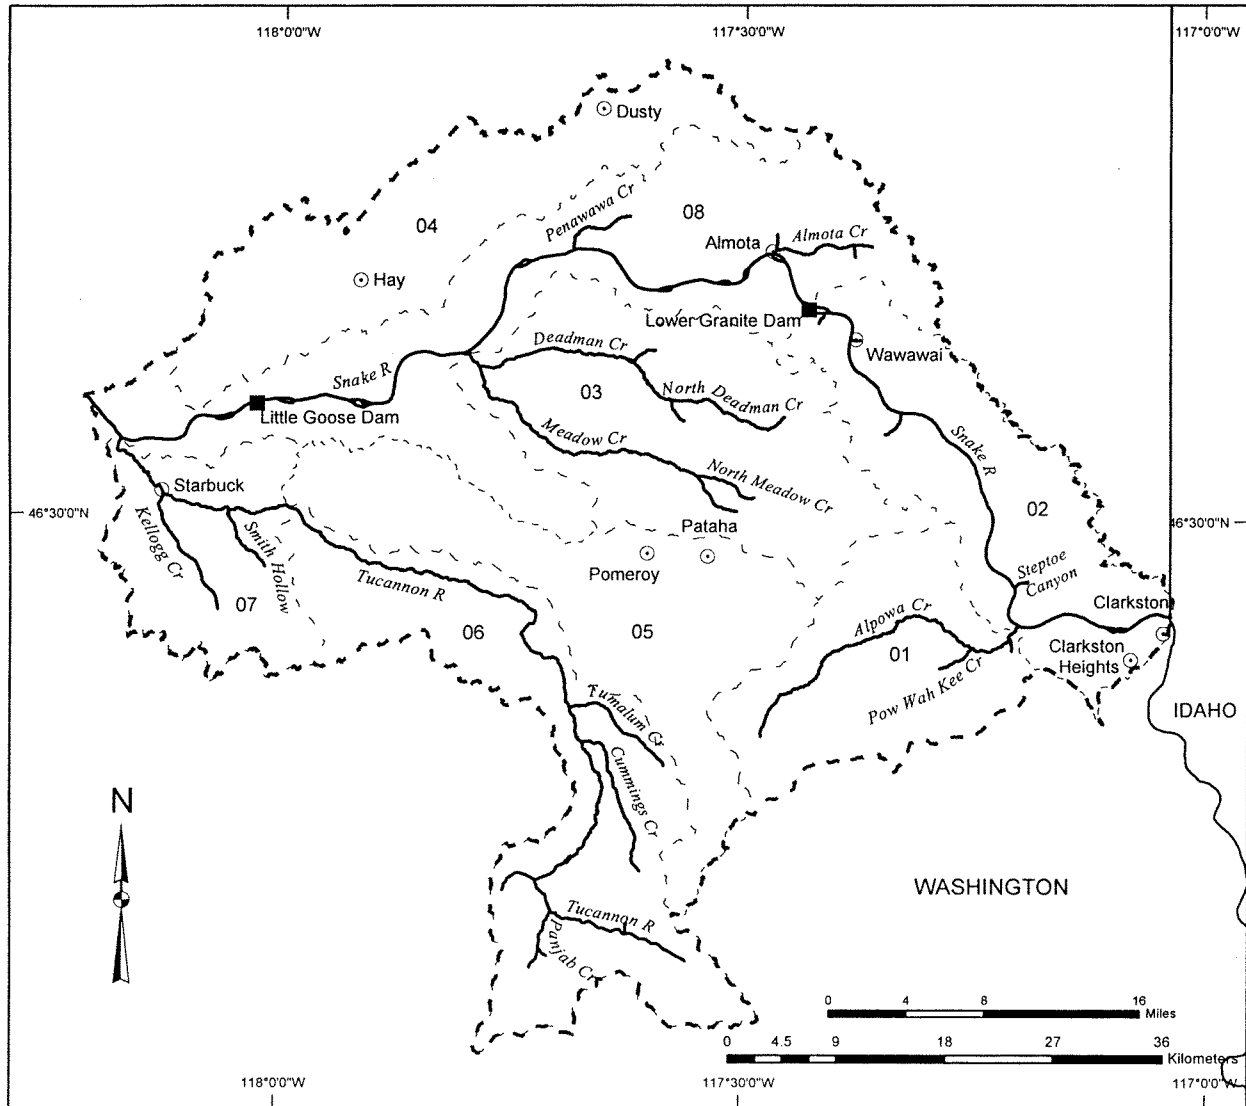 118°0'0"W
117°30'0"W
117°0'0"W
Dusty
04
Penawawa Cr
08
Almota
Almota Cr
Hay
Lower Granite Dam
Wawawai
Deadman Cr
Snake R
03
North Deadman Cr
Little Goose Dam
Meadow Cr
Snake R
North Meadow Cr
Starbuck
46°30'0"N
46°30'0"N
Kellogg Cr
Smith Hollow
Pataha
02
Pomeroy
Steptoe
Canyon
Tucannon R
Clarkston
07
06
05
Alpowa Cr
01
Clarkston
Heights
Pow Wah Kee Cr
Tumalum Cr
IDAHO
Cummings Cr
N
WASHINGTON
Tucannon R
Panjab Cr
0 4 8 16
Miles
0 4.5 9 18 27 36
Kilometers
118°0'0"W
117°30'0"W
117°0'0"W